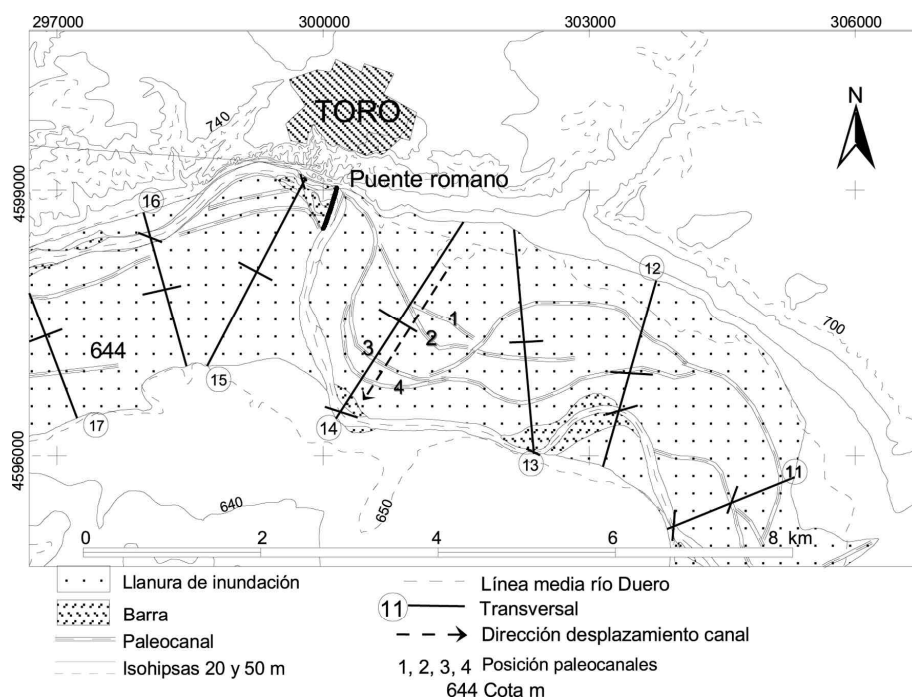 297000 300000 303000 306000
TORO
N
740
4599000
Puente romano
16
12
700
1
2
644
3
4
15
14
17
13
11
4596000
640
650
0 2 4 6 8 km
Llanura de inundación
Barra
Paleocanal
Isohipsas 20 y 50 m
Línea media río Duero
11 Transversal
Dirección desplazamiento canal
1, 2, 3, 4 Posición paleocanales
644 Cota m